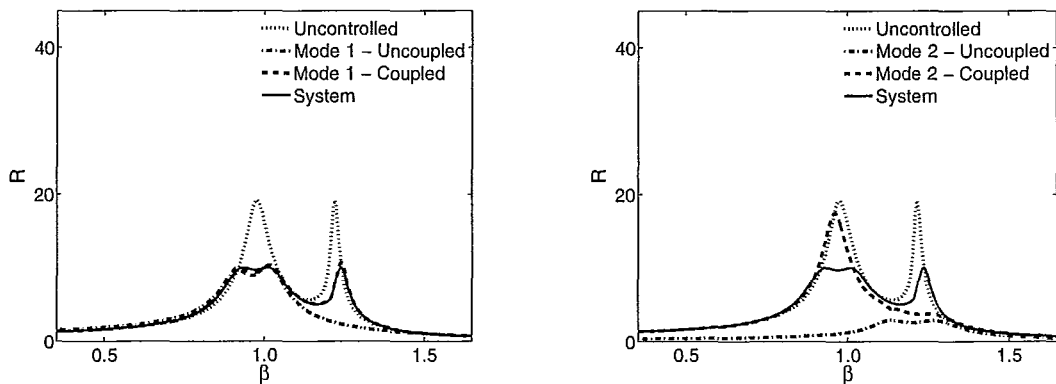 40
20
0
R
0.5
1.0
1.5
β
Uncontrolled
Mode 1 – Uncoupled
Mode 1 – Coupled
System
40
20
0
R
0.5
1.0
1.5
β
Uncontrolled
Mode 2 – Uncoupled
Mode 2 – Coupled
System